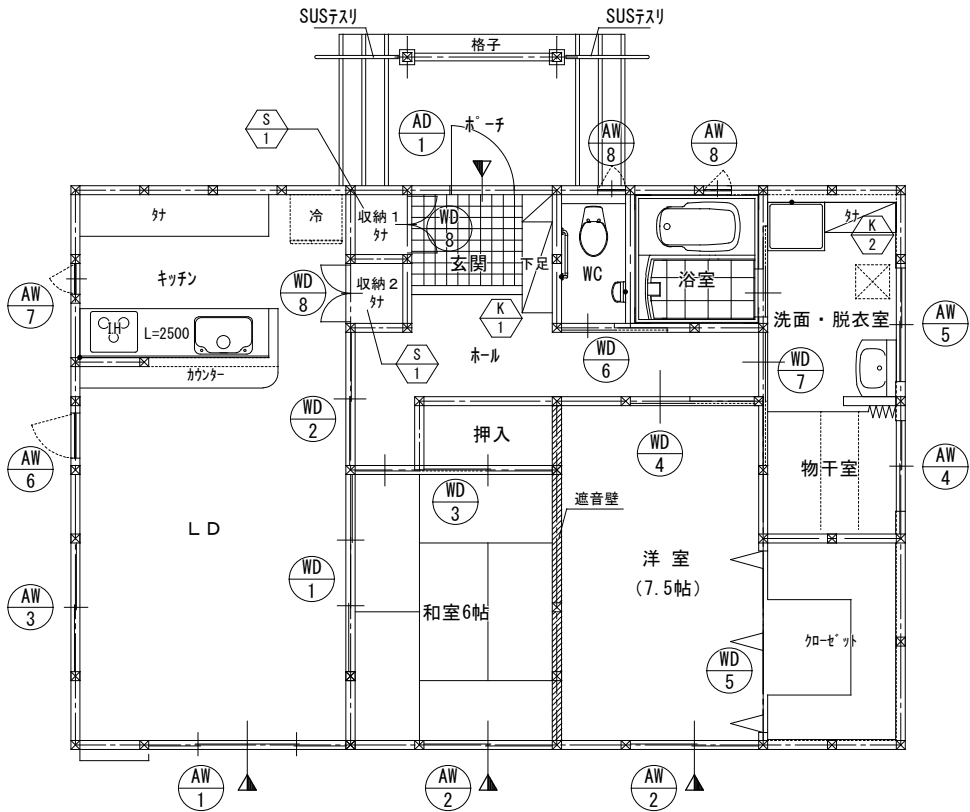 SUSテスリ
SUSテスリ
格子
S
1
AD
1
ポーチ
AW
8
AW
8
タナ
冷
収納1
タナ
WD
8
玄関
下足
WC
浴室
タナ
K
2
キッチン
WD
8
収納2
タナ
AW
7
K
1
洗面・脱衣室
AW
5
I.H
L=2500
S
1
ホール
WD
6
WD
7
カウンター
WD
2
押入
WD
4
AW
6
物干室
AW
4
WD
3
遮音壁
LD
WD
1
洋室
(7.5帖)
AW
3
和室6帖
クローゼット
WD
5
AW
1
AW
2
AW
2